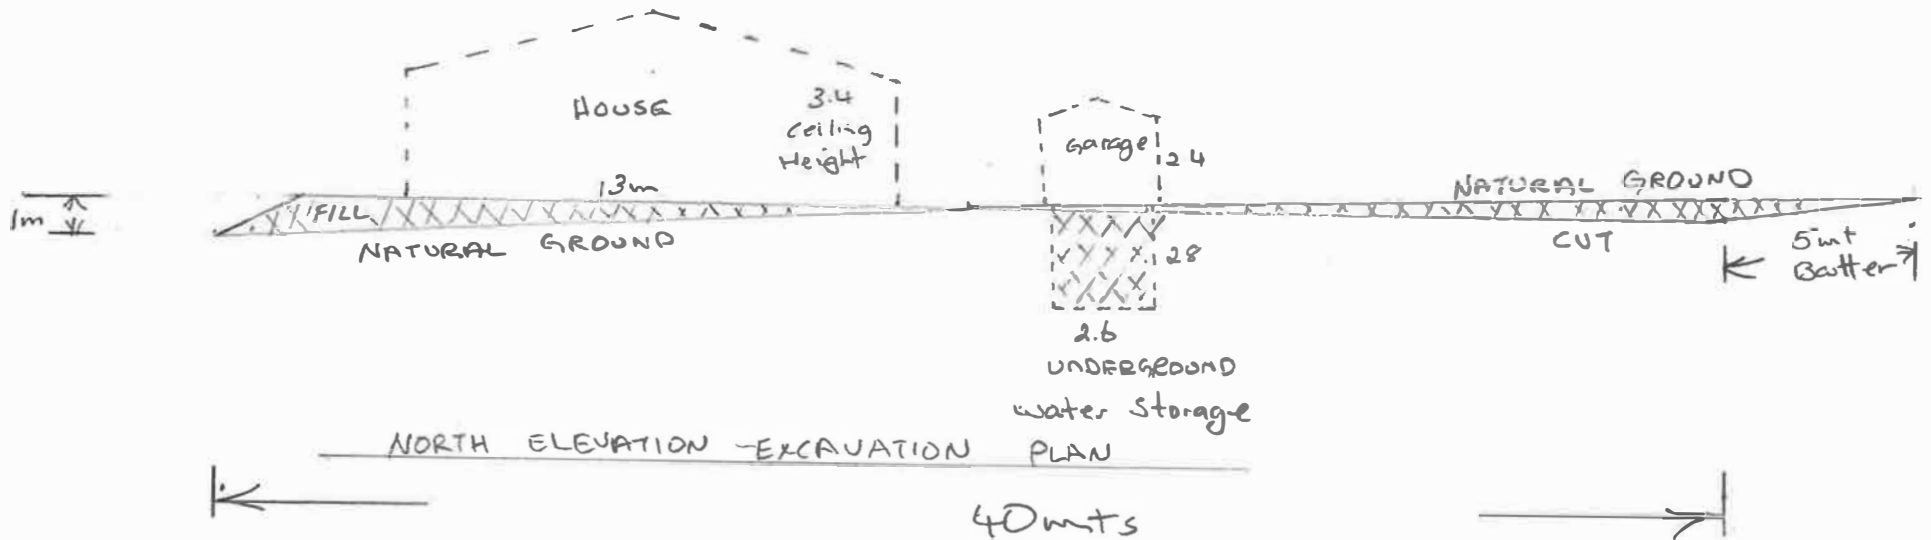 HOUSE
3.4
Ceiling
Height
Garage
2.4
13m
1m
FILL
NATURAL GROUND
NATURAL GROUND
CUT
5mt
Batter
2.8
2.6
UNDERGROUND
Water Storage
NORTH ELEVATION - EXCAVATION PLAN
40mts